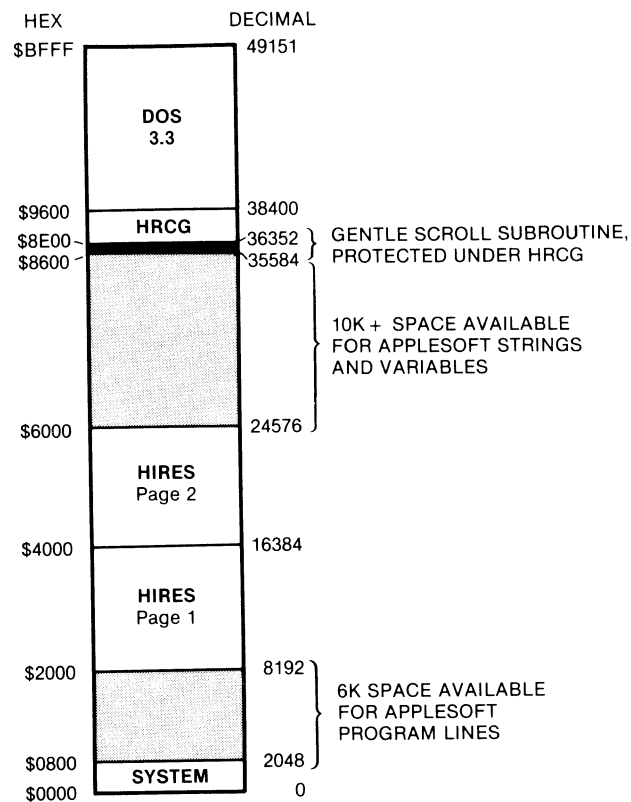 HEX DECIMAL
$BFFF 49151
DOS
3.3
$9600 38400
HRCG
$8E00 36352
$8600 35584
GENTLE SCROLL SUBROUTINE,
PROTECTED UNDER HRCG
10K + SPACE AVAILABLE
FOR APPLESOFT STRINGS
AND VARIABLES
$6000 24576
HIRES
Page 2
$4000 16384
HIRES
Page 1
$2000 8192
6K SPACE AVAILABLE
FOR APPLESOFT
PROGRAM LINES
$0800 2048
SYSTEM
$0000 0